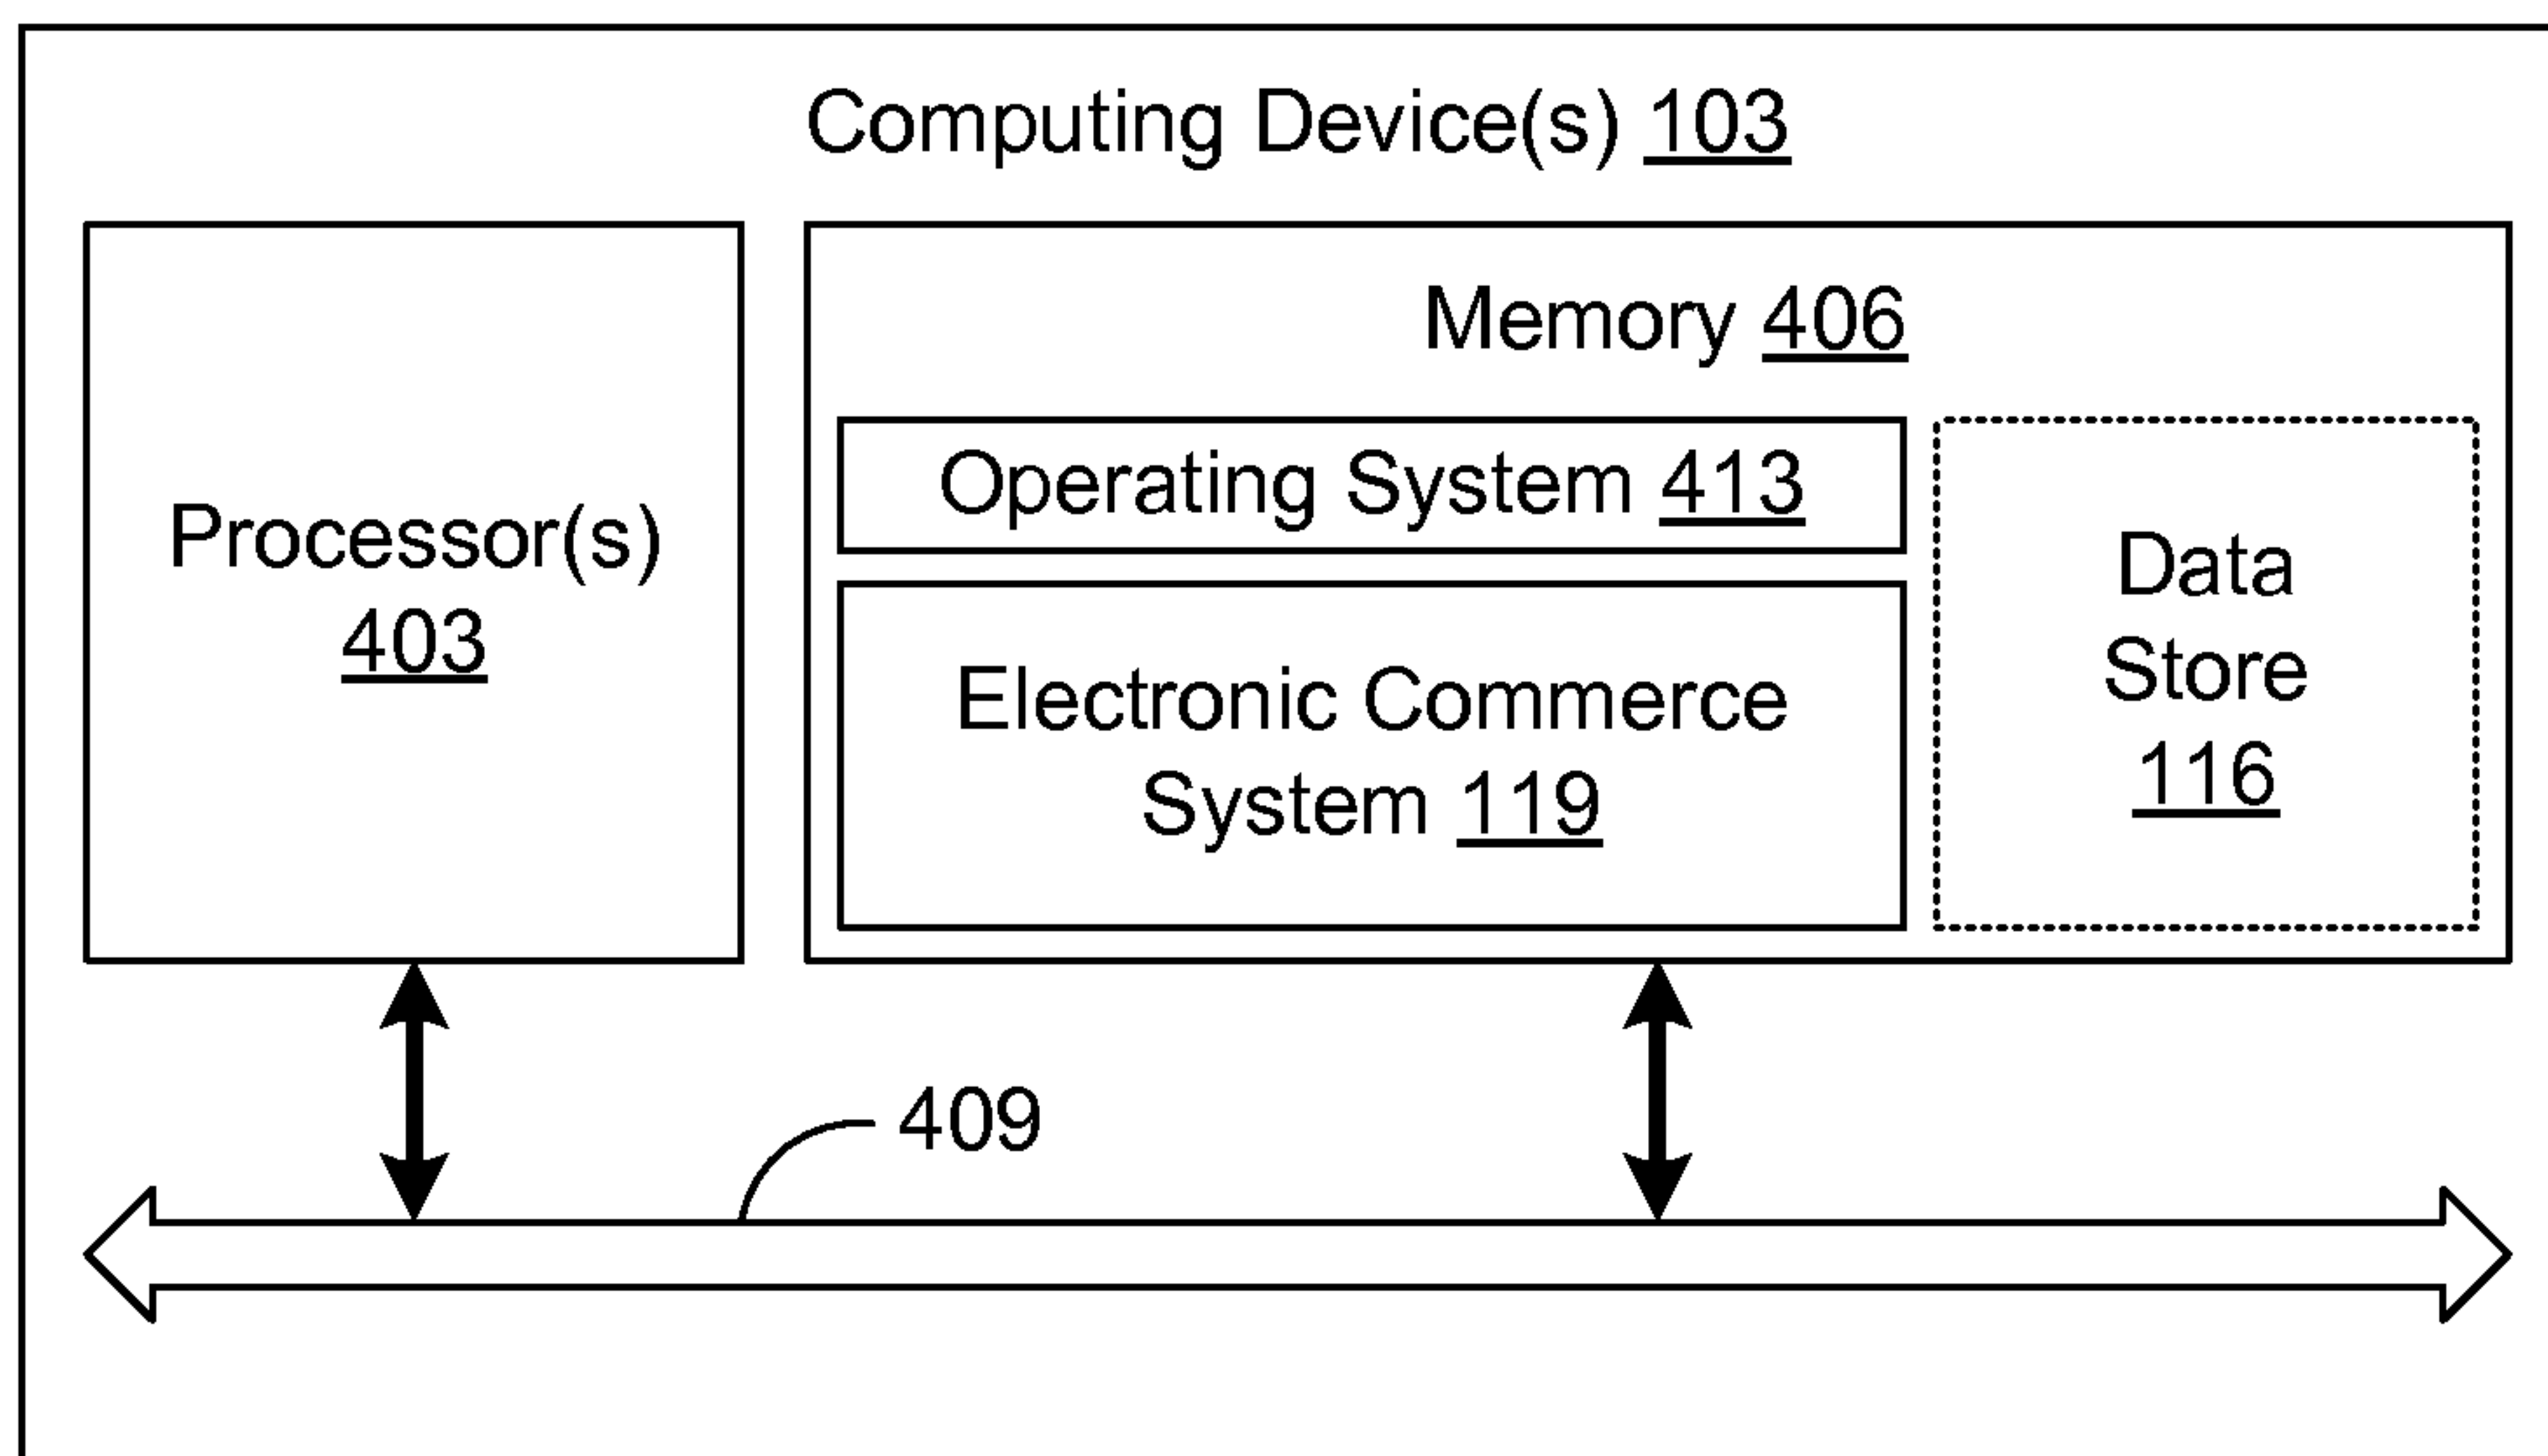 Computing Device(s) 103
Processor(s)
403
Memory 406
Operating System 413
Electronic Commerce
System 119
Data
Store
116
409